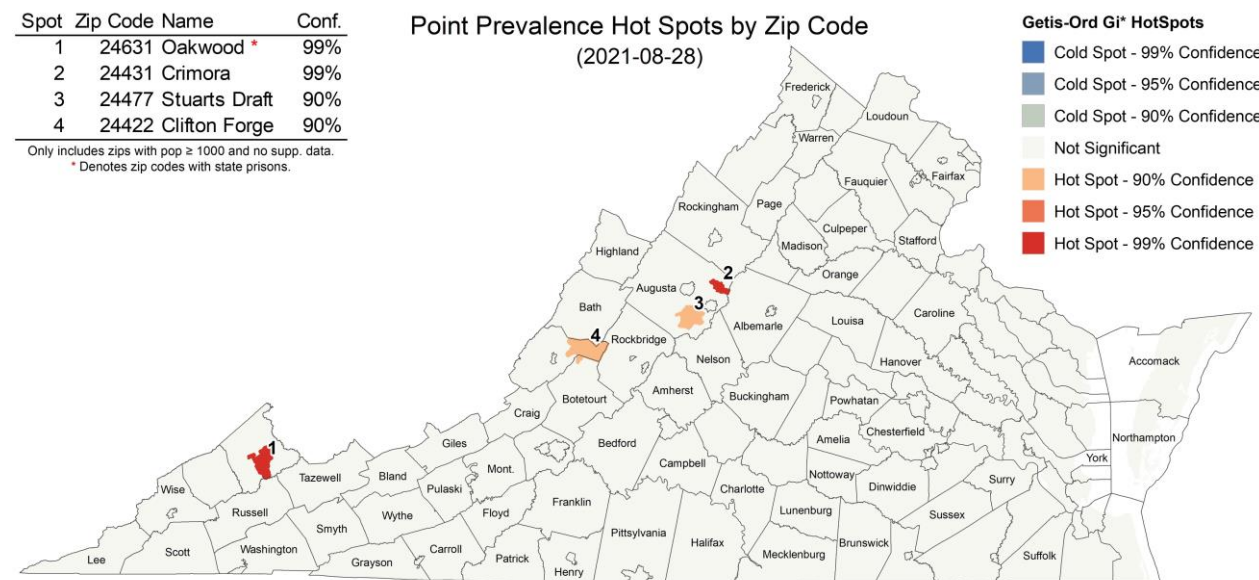 Spot Zip Code Name Conf.
1 24631 Oakwood * 99%
2 24431 Crimora 99%
3 24477 Stuarts Draft 90%
4 24422 Clifton Forge 90%
Only includes zips with pop ≥ 1000 and no supp. data.
* Denotes zip codes with state prisons.
Point Prevalence Hot Spots by Zip Code
(2021-08-28)
Getis-Ord Gi* HotSpots
Cold Spot - 99% Confidence
Cold Spot - 95% Confidence
Cold Spot - 90% Confidence
Not Significant
Hot Spot - 90% Confidence
Hot Spot - 95% Confidence
Hot Spot - 99% Confidence
Frederick
Loudoun
Warren
Fairfax
Fauquier
Page
Rockingham
Culpeper
Stafford
Madison
Highland
Orange
2
Augusta
Bath
3
Caroline
Louisa
Albemarle
4
Rockbridge
Nelson
Hanover
Accomack
Amherst
Buckingham
Botetourt
Powhatan
Craig
Chesterfield
Northampton
Amelia
Giles
Bedford
1
York
Campbell
Mont.
Nottoway
Tazewell
Bland
Surry
Dinwiddie
Pulaski
Charlotte
Wise
Franklin
Lunenburg
Russell
Floyd
Wythe
Sussex
Smyth
Pittsylvania
Halifax
Brunswick
Washington
Carroll
Mecklenburg
Scott
Suffolk
Lee
Patrick
Grayson
Henry